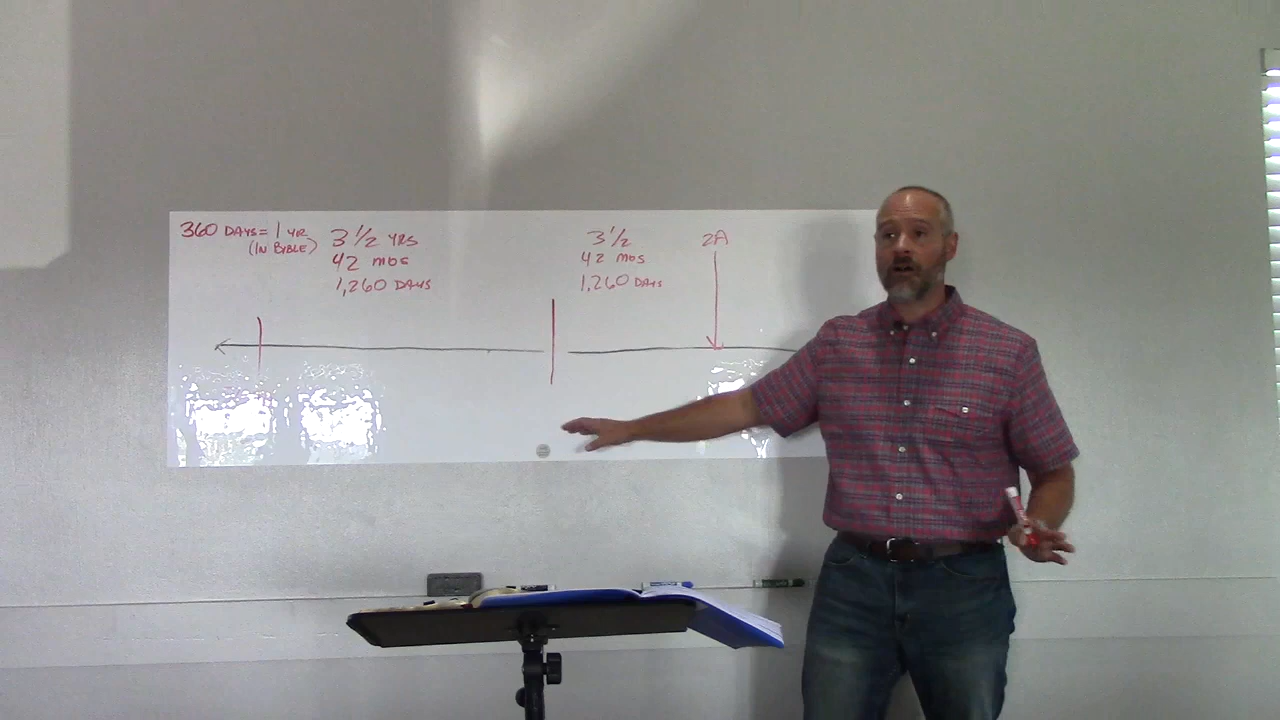 360 DAYS = 1 YR
(IN BIBLE)
3 1/2 YRS
42 MOS
1,260 DAYS
3 1/2
42 MOS
1,260 DAYS
2A